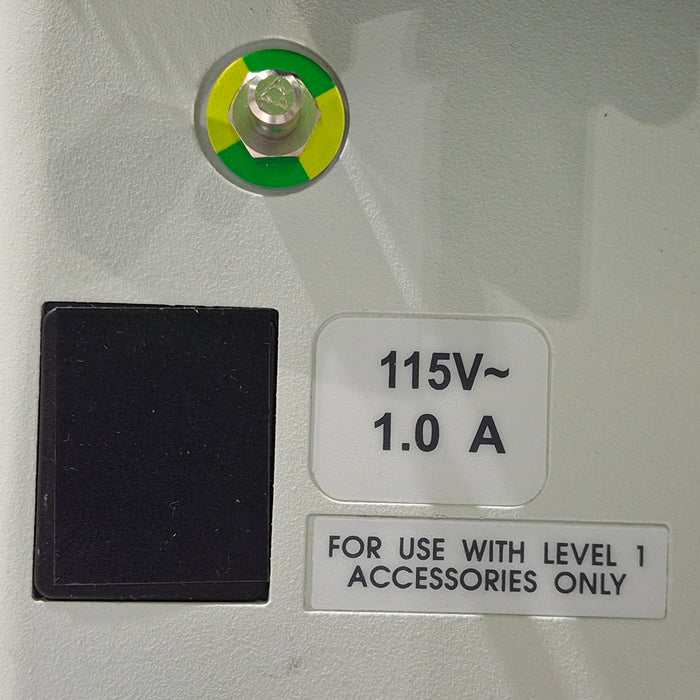 115V~
1.0 A
FOR USE WITH LEVEL 1
ACCESSORIES ONLY